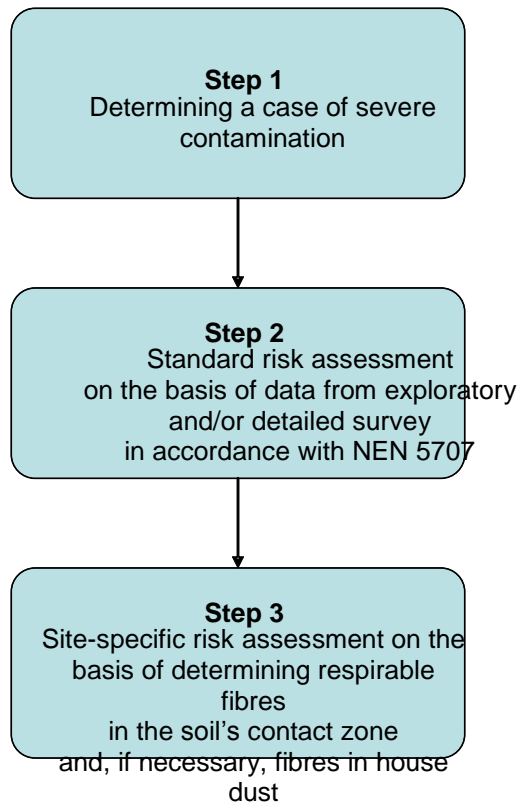 Step 1
Determining a case of severe
contamination
Step 2
Standard risk assessment
on the basis of data from exploratory
and/or detailed survey
in accordance with NEN 5707
Step 3
Site-specific risk assessment on the
basis of determining respirable
fibres
in the soil's contact zone
and, if necessary, fibres in house
dust